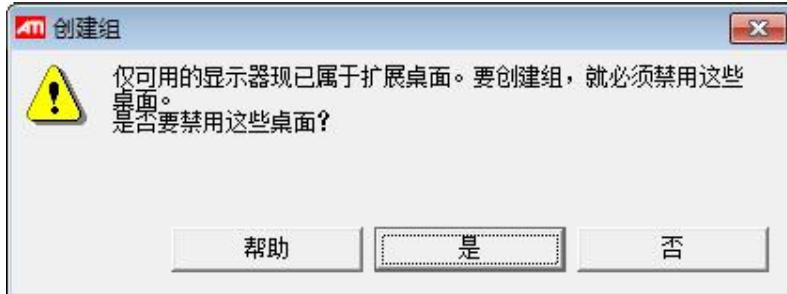 ATI 创建组
仅可用的显示器现已属于扩展桌面。要创建组，就必须禁用这些
桌面。
是否要禁用这些桌面?
帮助 是 否